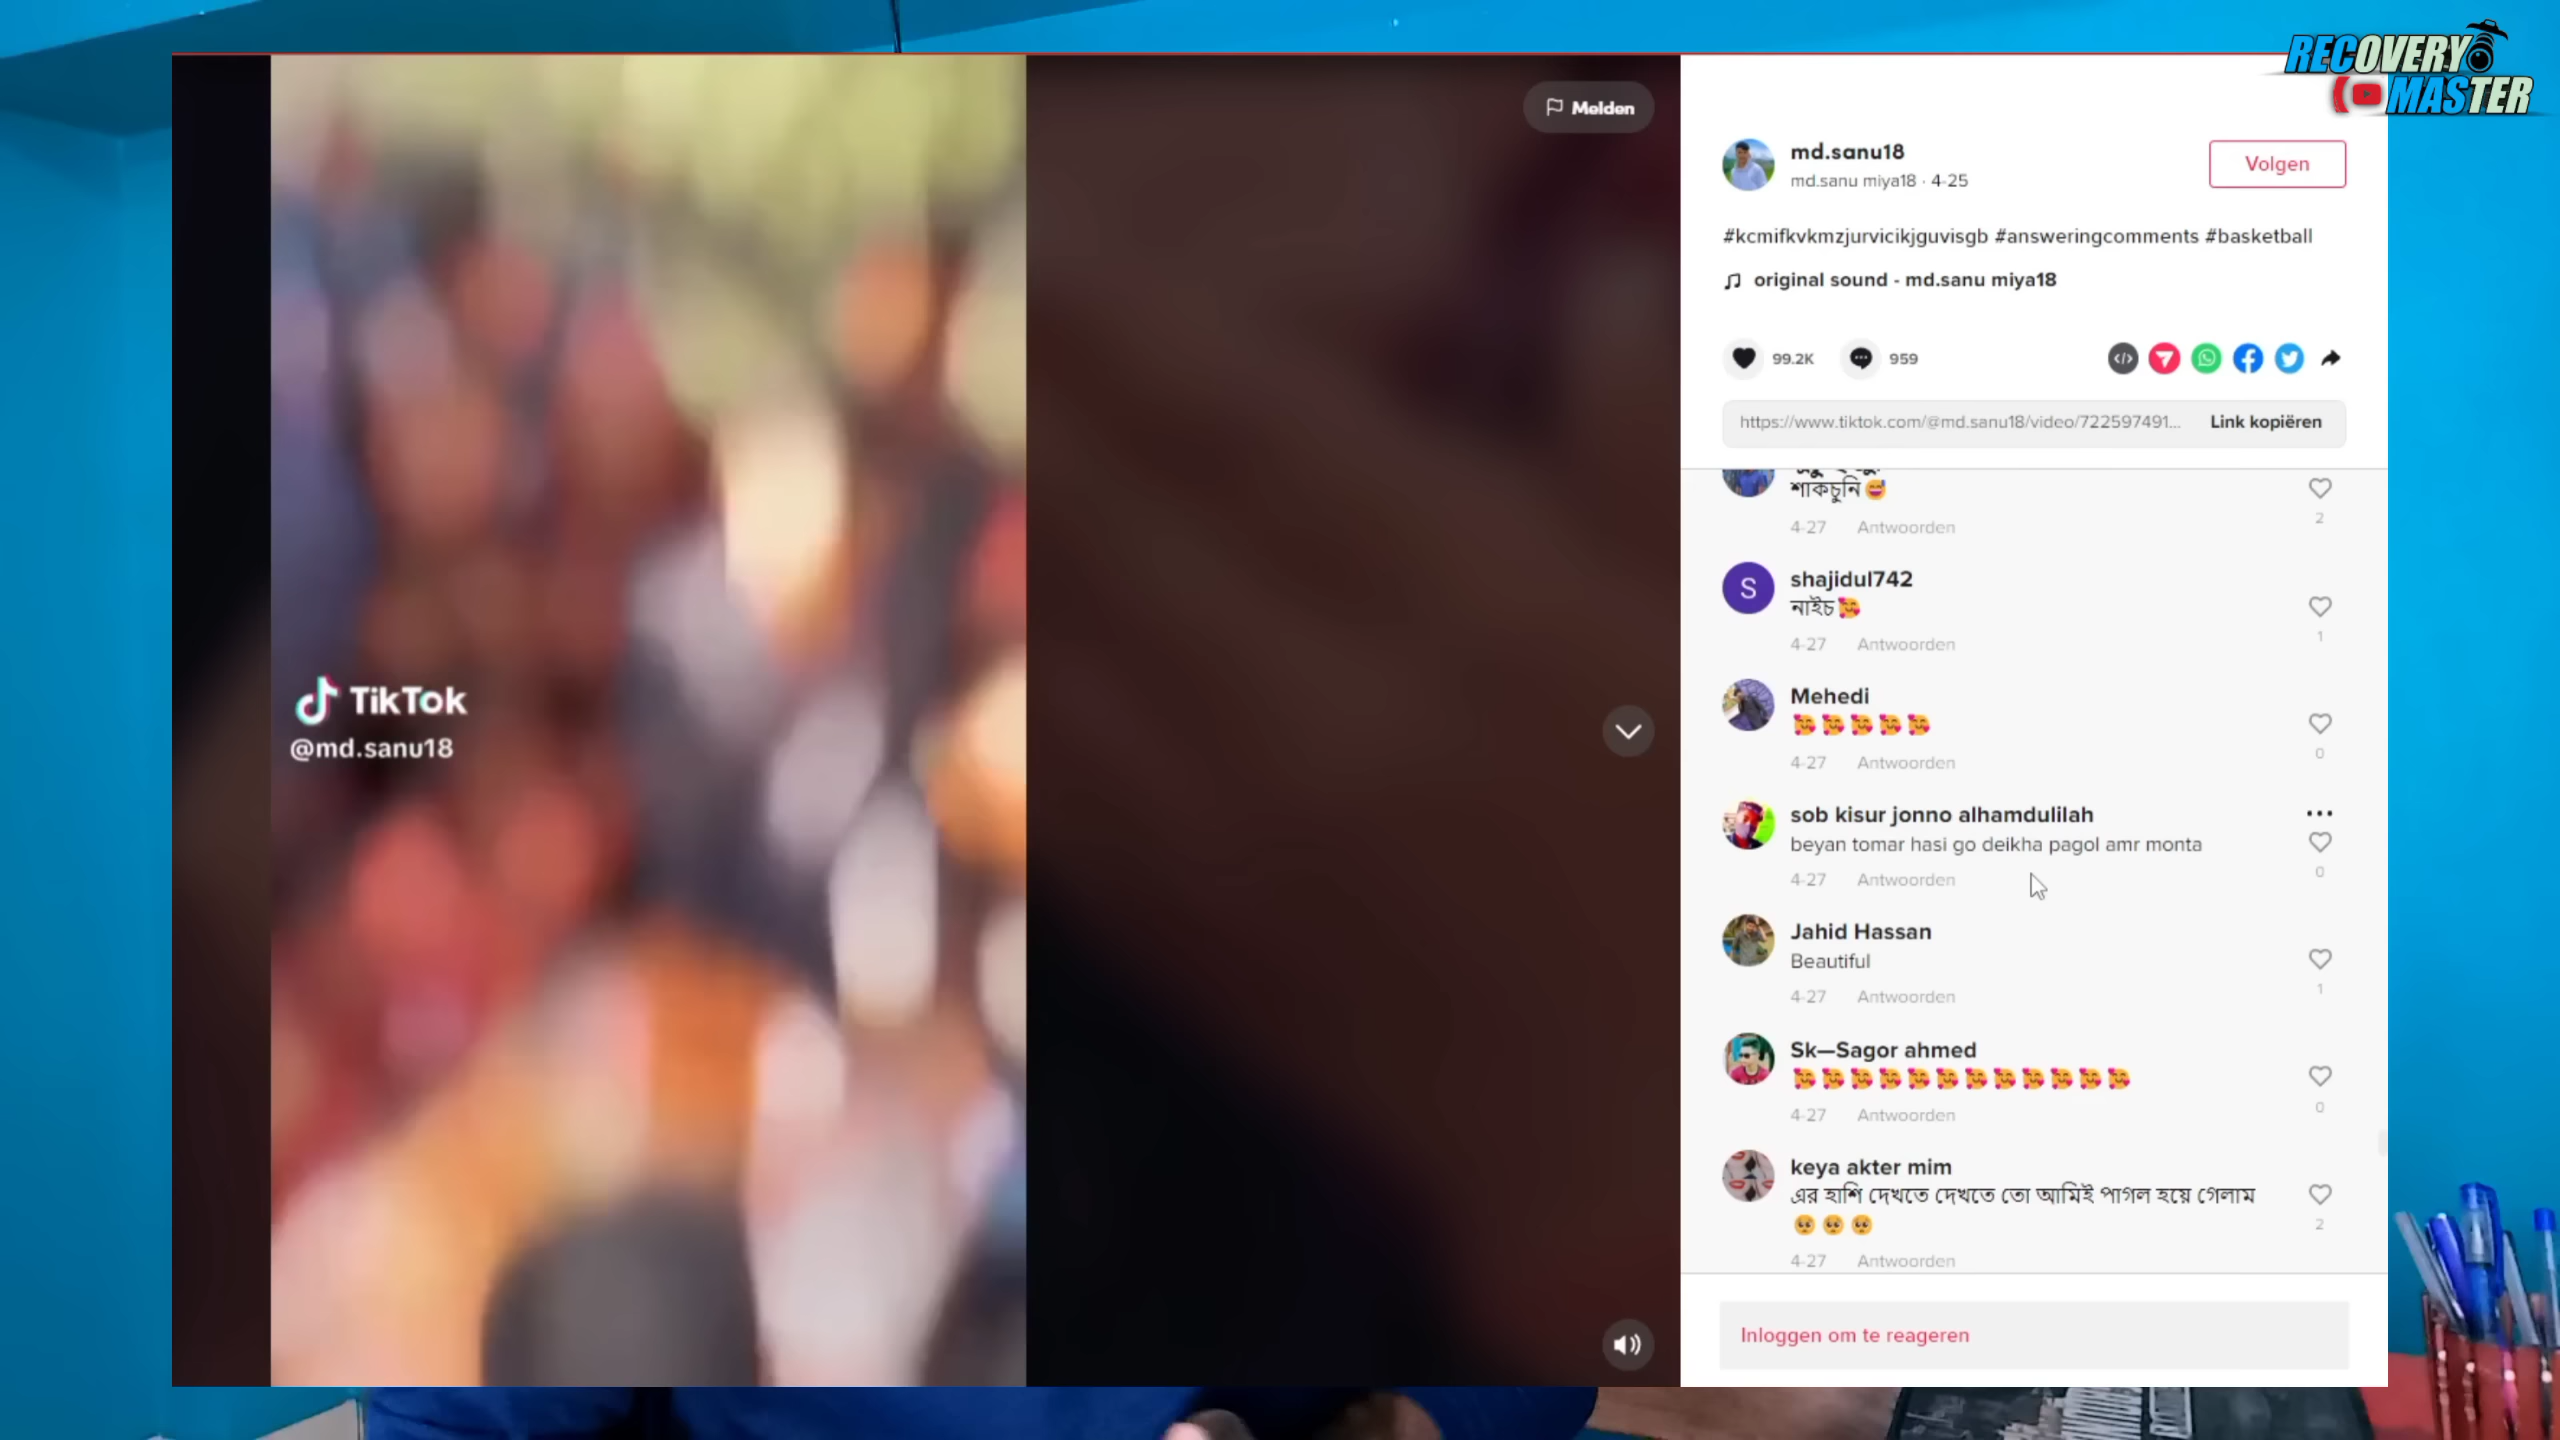 RECOVERY
MASTER
Melden
md.sanu18
md.sanu miya18 · 4-25
Volgen
#kcmifkvkmzjurvicikjguvisgb #answeringcomments #basketball
original sound - md.sanu miya18
99.2K
959
https://www.tiktok.com/@md.sanu18/video/722597491...
Link kopiëren
TikTok
@md.sanu18
শাকচুনি😅
2
4-27 Antwoorden
S
shajidul742
নাইচ🥰
1
4-27 Antwoorden
Mehedi
🥰🥰🥰🥰🥰
0
4-27 Antwoorden
sob kisur jonno alhamdulilah
beyan tomar hasi go deikha pagol amr monta
0
4-27 Antwoorden
Jahid Hassan
Beautiful
1
4-27 Antwoorden
Sk—Sagor ahmed
🥰🥰🥰🥰🥰🥰🥰🥰🥰🥰🥰🥰
0
4-27 Antwoorden
keya akter mim
এর হাশি দেখতে দেখতে তো আমিই পাগল হয়ে গেলাম
🥺🥺🥺
2
4-27 Antwoorden
Inloggen om te reageren